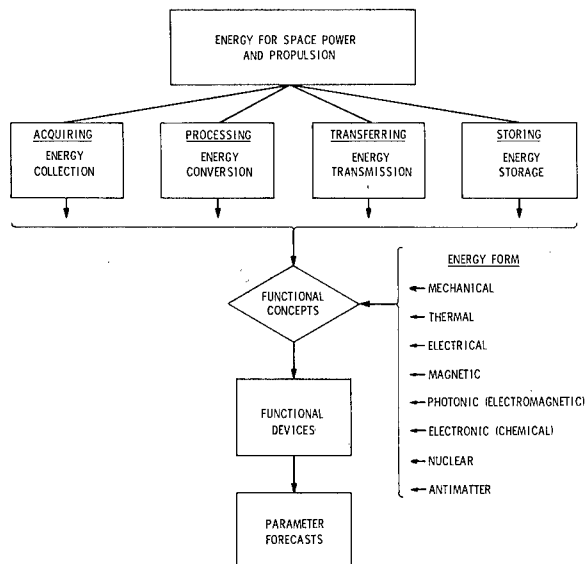 ENERGY FOR SPACE POWER
AND PROPULSION
ACQUIRING
ENERGY
COLLECTION
PROCESSING
ENERGY
CONVERSION
TRANSFERRING
ENERGY
TRANSMISSION
STORING
ENERGY
STORAGE
FUNCTIONAL
CONCEPTS
ENERGY FORM
MECHANICAL
THERMAL
ELECTRICAL
MAGNETIC
PHOTONIC (ELECTROMAGNETIC)
ELECTRONIC (CHEMICAL)
NUCLEAR
ANTIMATTER
FUNCTIONAL
DEVICES
PARAMETER
FORECASTS